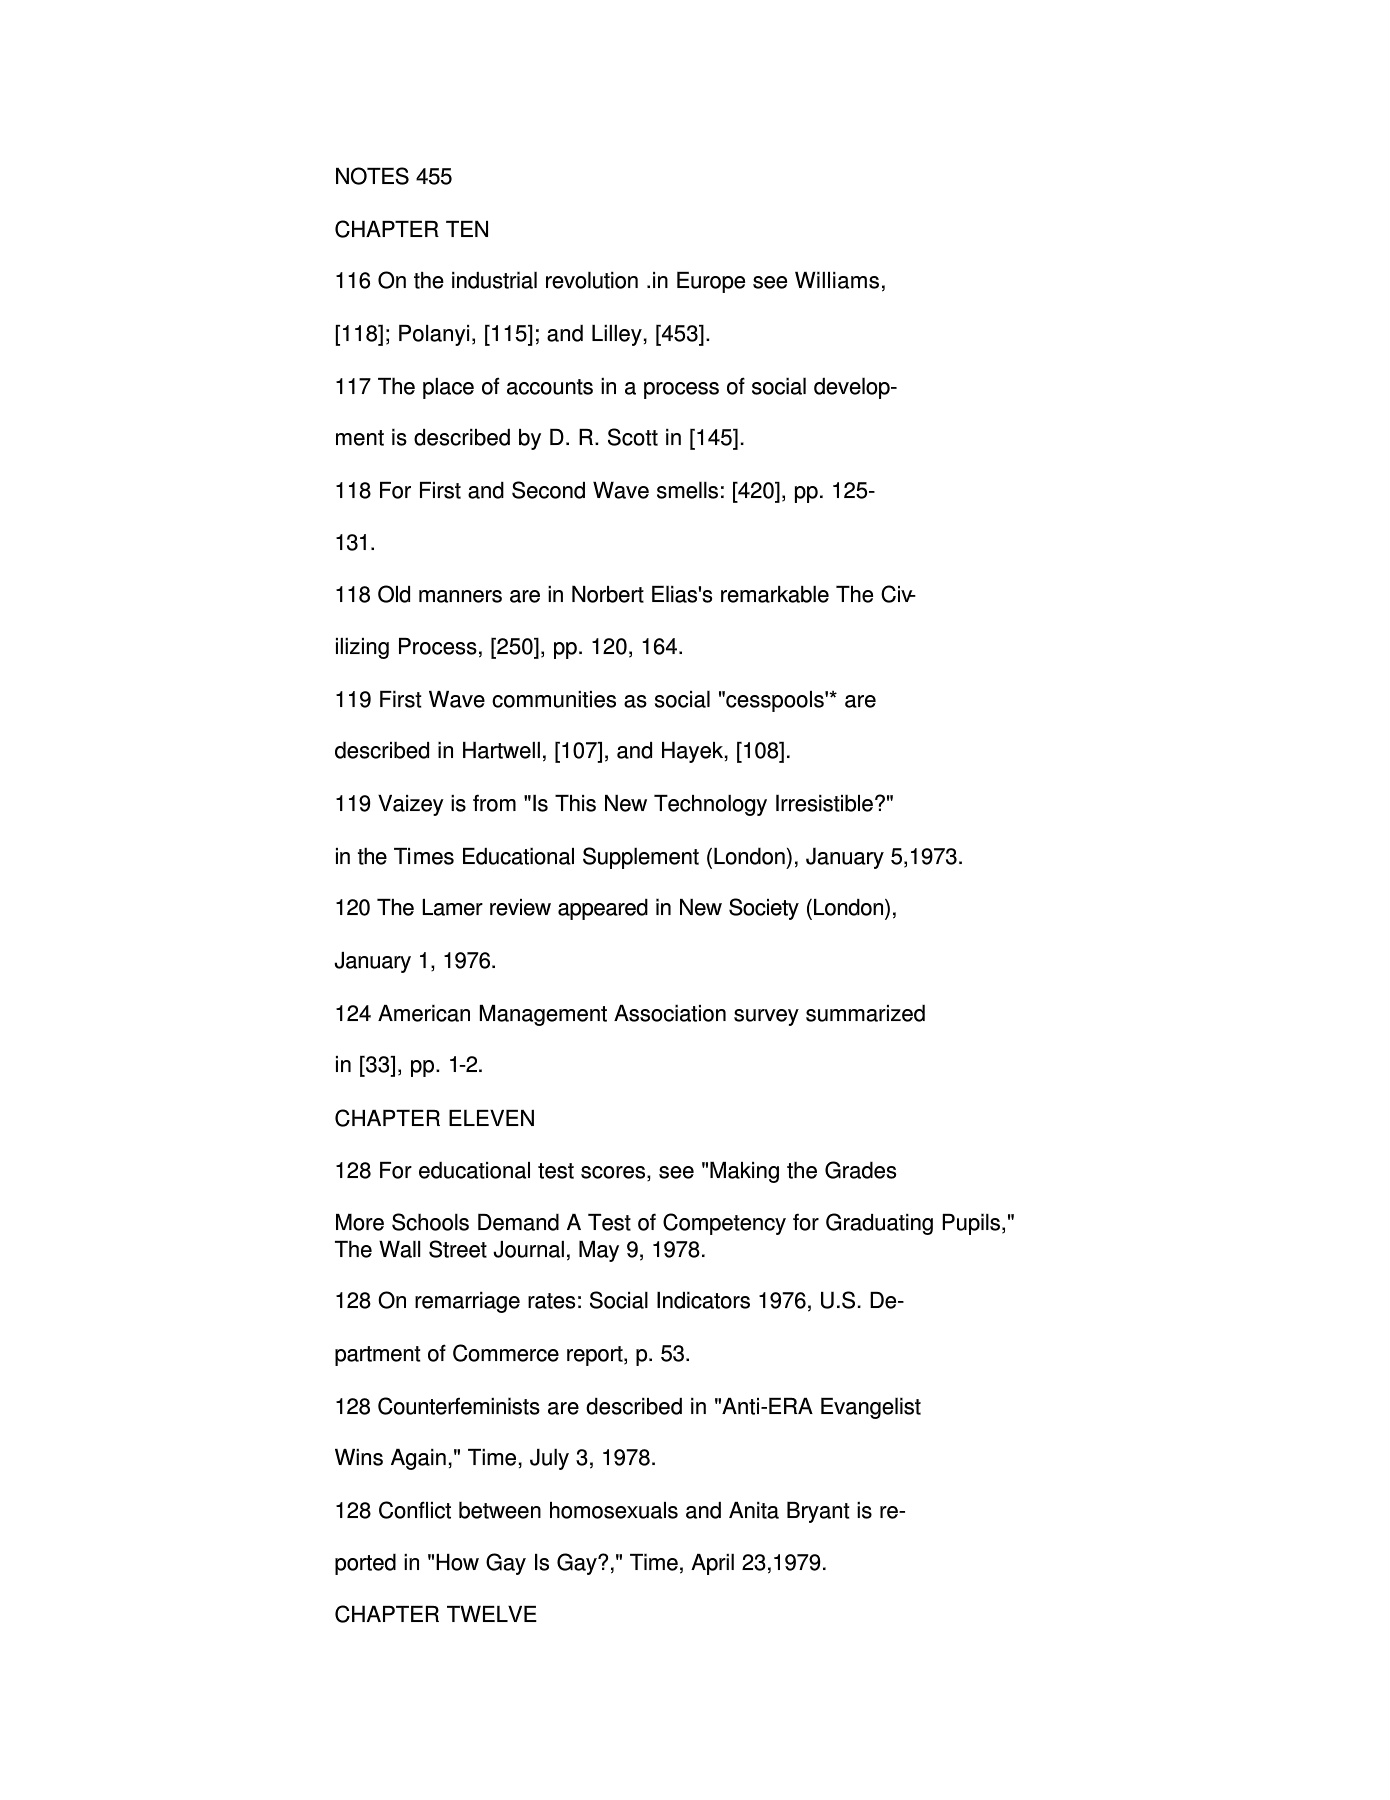 NOTES 455
CHAPTER TEN
116 On the industrial revolution .in Europe see Williams,
[118]; Polanyi, [115]; and Lilley, [453].
117 The place of accounts in a process of social develop-
ment is described by D. R. Scott in [145].
118 For First and Second Wave smells: [420], pp. 125-
131.
118 Old manners are in Norbert Elias's remarkable The Civ-
ilizing Process, [250], pp. 120, 164.
119 First Wave communities as social "cesspools'* are
described in Hartwell, [107], and Hayek, [108].
119 Vaizey is from "Is This New Technology Irresistible?"
in the Times Educational Supplement (London), January 5,1973.
120 The Lamer review appeared in New Society (London),
January 1, 1976.
124 American Management Association survey summarized
in [33], pp. 1-2.
CHAPTER ELEVEN
128 For educational test scores, see "Making the Grades
More Schools Demand A Test of Competency for Graduating Pupils,"
The Wall Street Journal, May 9, 1978.
128 On remarriage rates: Social Indicators 1976, U.S. De-
partment of Commerce report, p. 53.
128 Counterfeminists are described in "Anti-ERA Evangelist
Wins Again," Time, July 3, 1978.
128 Conflict between homosexuals and Anita Bryant is re-
ported in "How Gay Is Gay?," Time, April 23,1979.
CHAPTER TWELVE